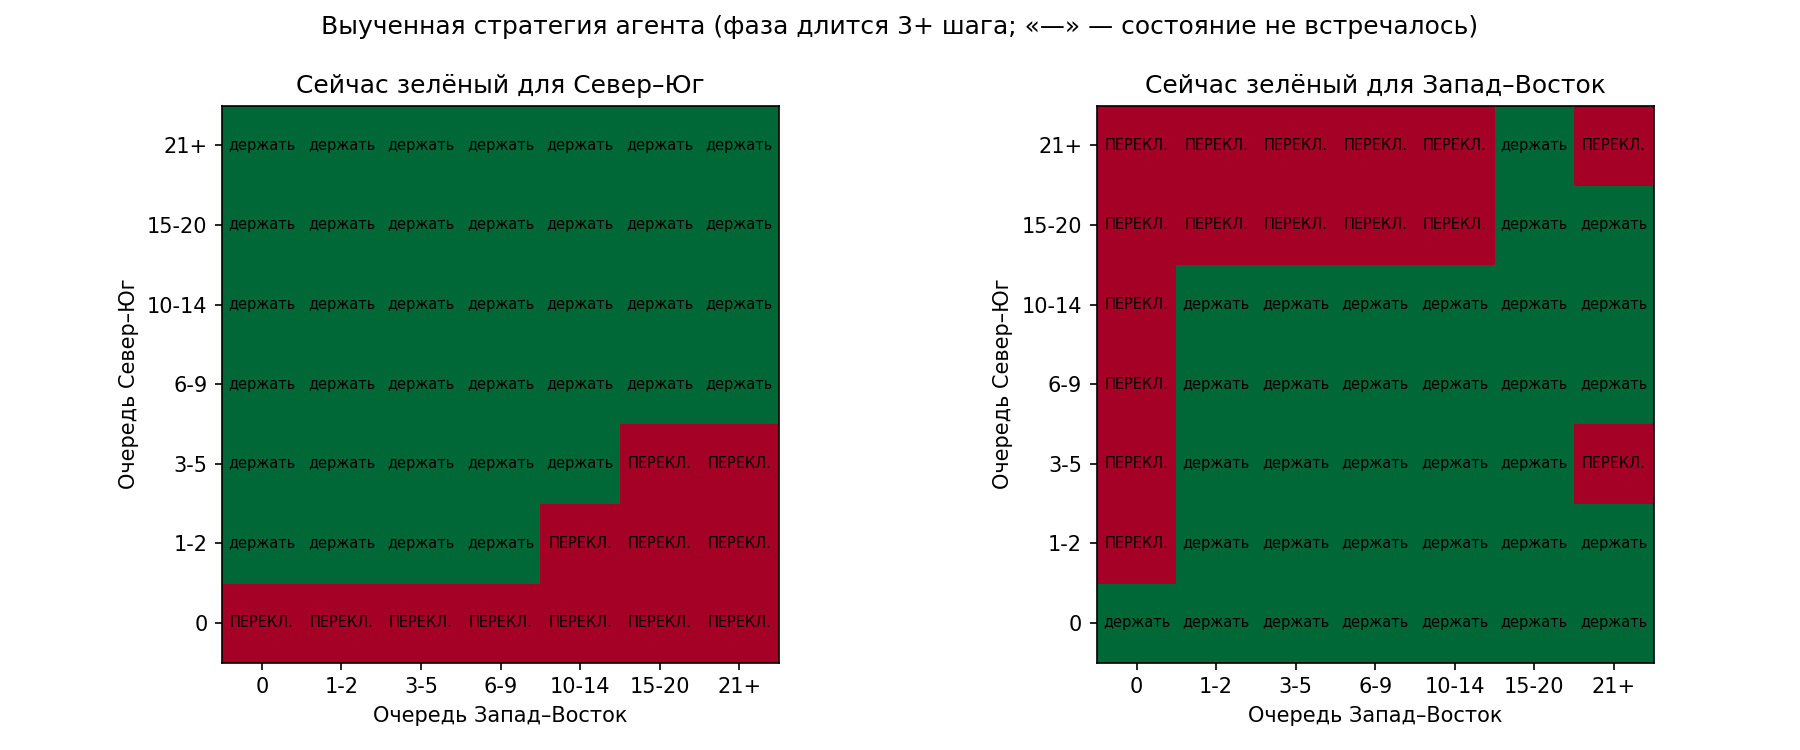 Выученная стратегия агента (фаза длится 3+ шага; «—» — состояние не встречалось)
Сейчас зелёный для Север–Юг
Очередь Север–Юг
21+ держать держать держать держать держать держать держать
15-20 держать держать держать держать держать держать держать
10-14 держать держать держать держать держать держать держать
6-9 держать держать держать держать держать держать держать
3-5 держать держать держать держать держать ПЕРЕКЛ. ПЕРЕКЛ.
1-2 держать держать держать держать ПЕРЕКЛ. ПЕРЕКЛ. ПЕРЕКЛ.
0 ПЕРЕКЛ. ПЕРЕКЛ. ПЕРЕКЛ. ПЕРЕКЛ. ПЕРЕКЛ. ПЕРЕКЛ. ПЕРЕКЛ.
0 1-2 3-5 6-9 10-14 15-20 21+
Очередь Запад–Восток
Сейчас зелёный для Запад–Восток
Очередь Север–Юг
21+ ПЕРЕКЛ. ПЕРЕКЛ. ПЕРЕКЛ. ПЕРЕКЛ. ПЕРЕКЛ. держать ПЕРЕКЛ.
15-20 ПЕРЕКЛ. ПЕРЕКЛ. ПЕРЕКЛ. ПЕРЕКЛ. ПЕРЕКЛ. держать держать
10-14 ПЕРЕКЛ. держать держать держать держать держать держать
6-9 ПЕРЕКЛ. держать держать держать держать держать держать
3-5 ПЕРЕКЛ. держать держать держать держать держать ПЕРЕКЛ.
1-2 ПЕРЕКЛ. держать держать держать держать держать держать
0 держать держать держать держать держать держать держать
0 1-2 3-5 6-9 10-14 15-20 21+
Очередь Запад–Восток